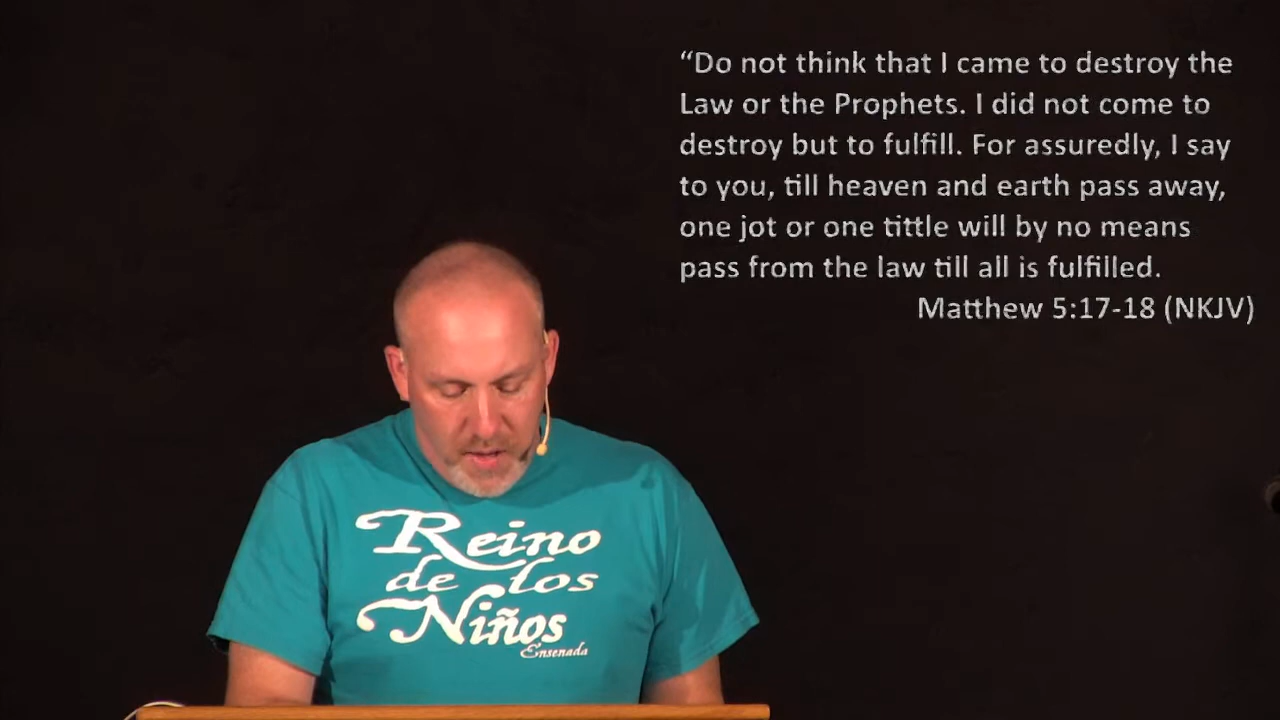 “Do not think that I came to destroy the
Law or the Prophets. I did not come to
destroy but to fulfill. For assuredly, I say
to you, till heaven and earth pass away,
one jot or one tittle will by no means
pass from the law till all is fulfilled.
Matthew 5:17-18 (NKJV)
Reino
de los
Niños
Ensenada